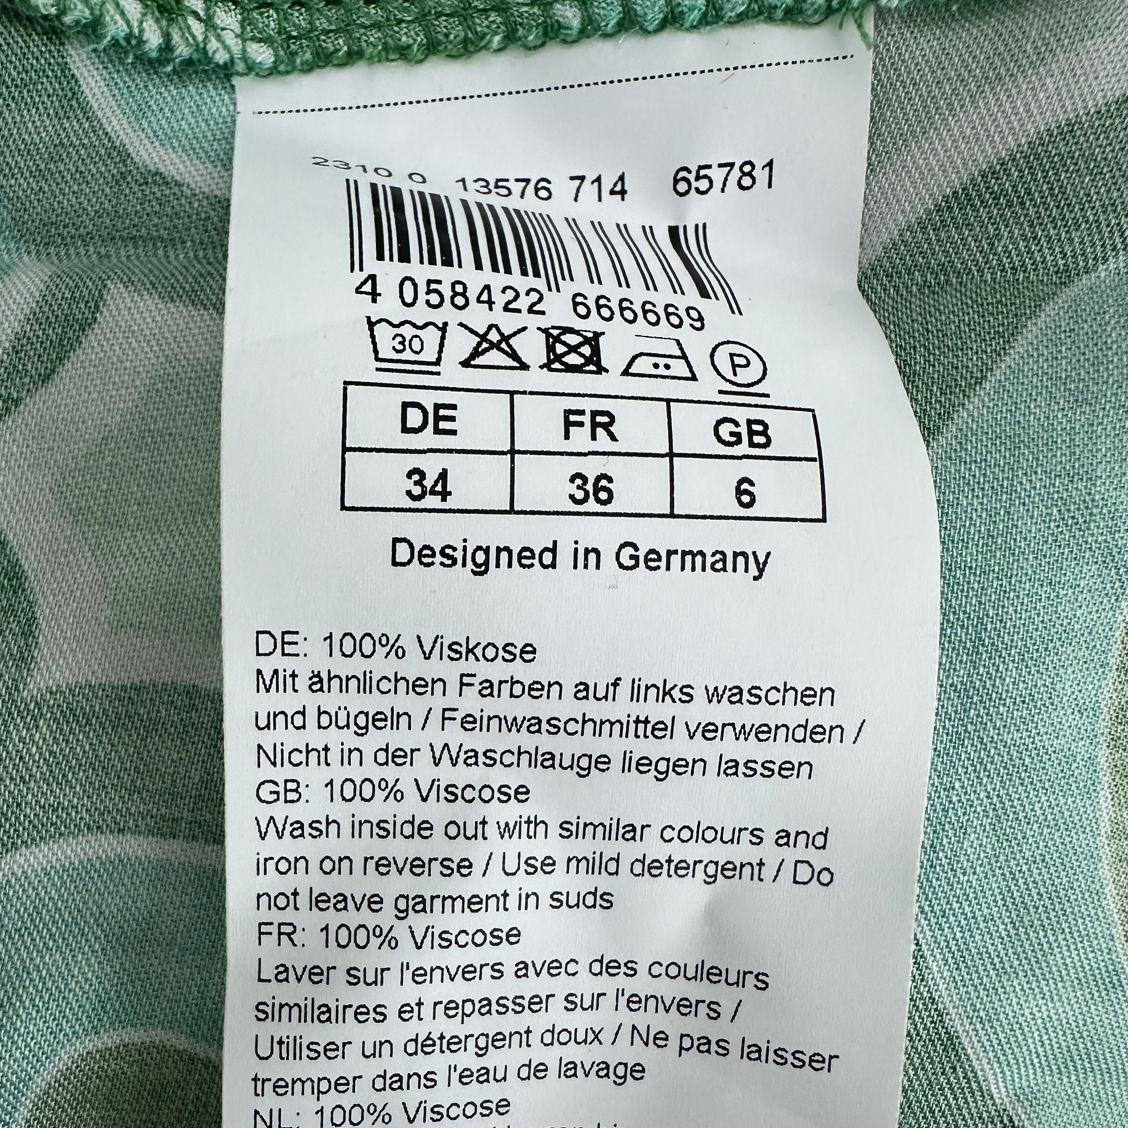 2310 0 13576 714 65781
4 058422 666669
30 P
DE FR GB
34 36 6
Designed in Germany
DE: 100% Viskose
Mit ähnlichen Farben auf links waschen
und bügeln / Feinwaschmittel verwenden /
Nicht in der Waschlauge liegen lassen
GB: 100% Viscose
Wash inside out with similar colours and
iron on reverse / Use mild detergent / Do
not leave garment in suds
FR: 100% Viscose
Laver sur l'envers avec des couleurs
similaires et repasser sur l'envers /
Utiliser un détergent doux / Ne pas laisser
tremper dans l'eau de lavage
NL: 100% Viscose